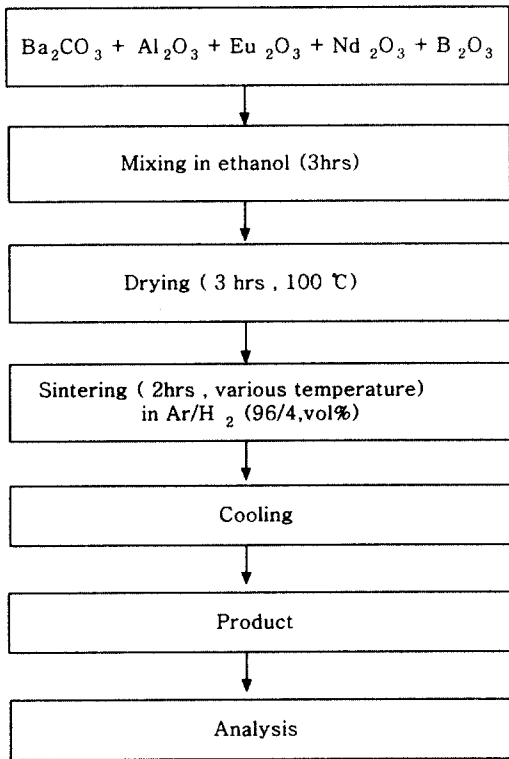 Ba₂CO₃ + Al₂O₃ + Eu₂O₃ + Nd₂O₃ + B₂O₃
Mixing in ethanol (3hrs)
Drying ( 3 hrs , 100 ℃)
Sintering ( 2hrs , various temperature)
in Ar/H₂ (96/4,vol%)
Cooling
Product
Analysis